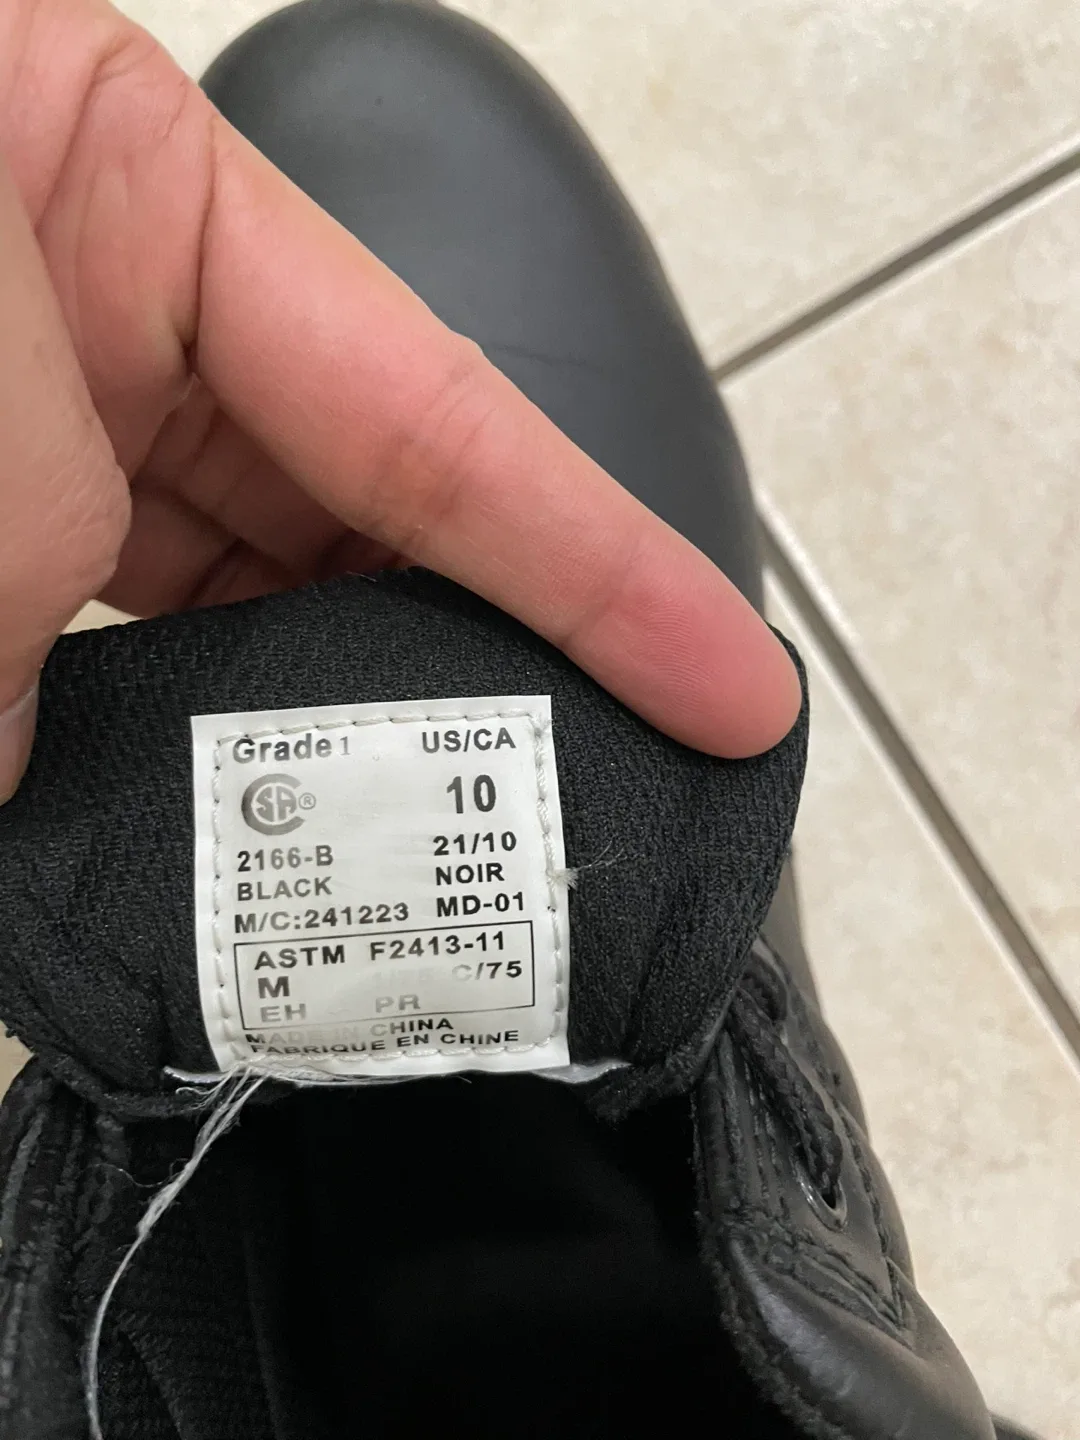 Grade 1 US/CA
CSA® 10
2166-B 21/10
BLACK NOIR
M/C:241223 MD-01
ASTM F2413-11
M C/75
EH PR
MADE IN CHINA
FABRIQUE EN CHINE